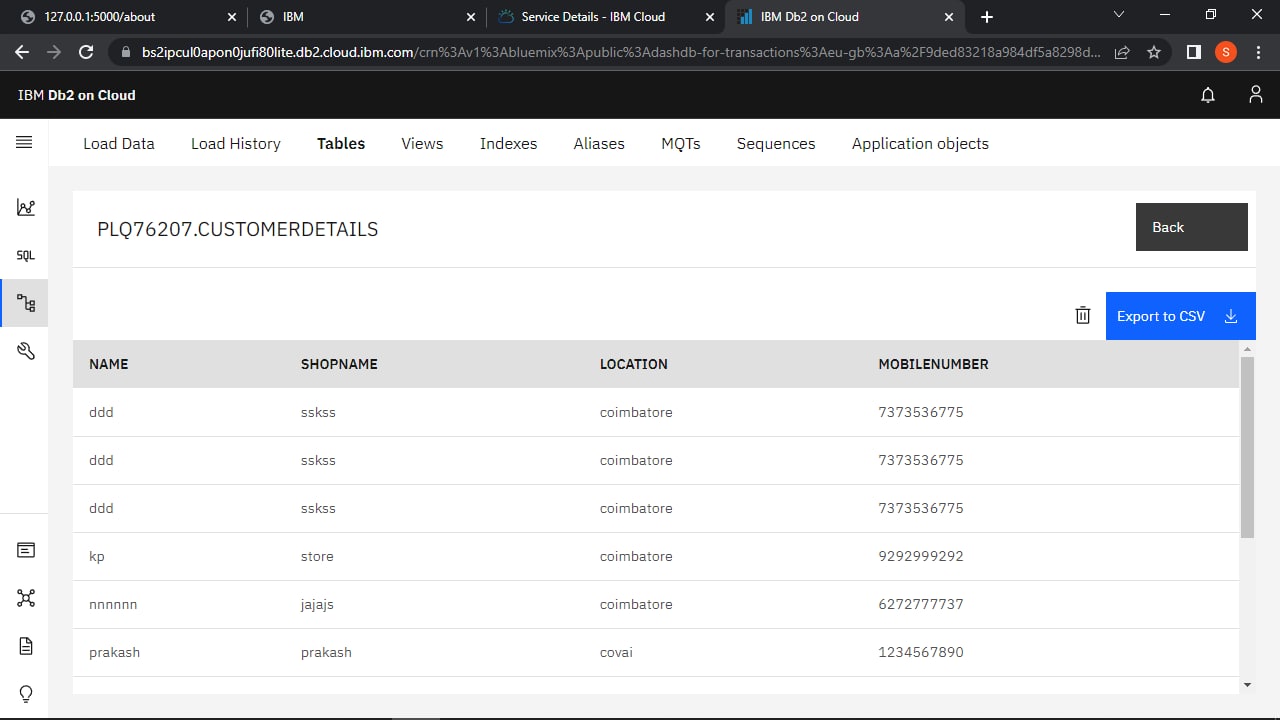 127.0.0.1:5000/about
IBM
Service Details - IBM Cloud
IBM Db2 on Cloud
bs2ipcul0apon0jufi80lite.db2.cloud.ibm.com/crn%3Av1%3Abluemix%3Apublic%3Adashdb-for-transactions%3Aeu-gb%3Aa%2F9ded83218a984df5a8298d...
S
IBM Db2 on Cloud
Load Data
Load History
Tables
Views
Indexes
Aliases
MQTs
Sequences
Application objects
SQL
PLQ76207.CUSTOMERDETAILS
Back
Export to CSV
NAME SHOPNAME LOCATION MOBILENUMBER
ddd sskss coimbatore 7373536775
ddd sskss coimbatore 7373536775
ddd sskss coimbatore 7373536775
kp store coimbatore 9292999292
nnnnnn jajajs coimbatore 6272777737
prakash prakash covai 1234567890